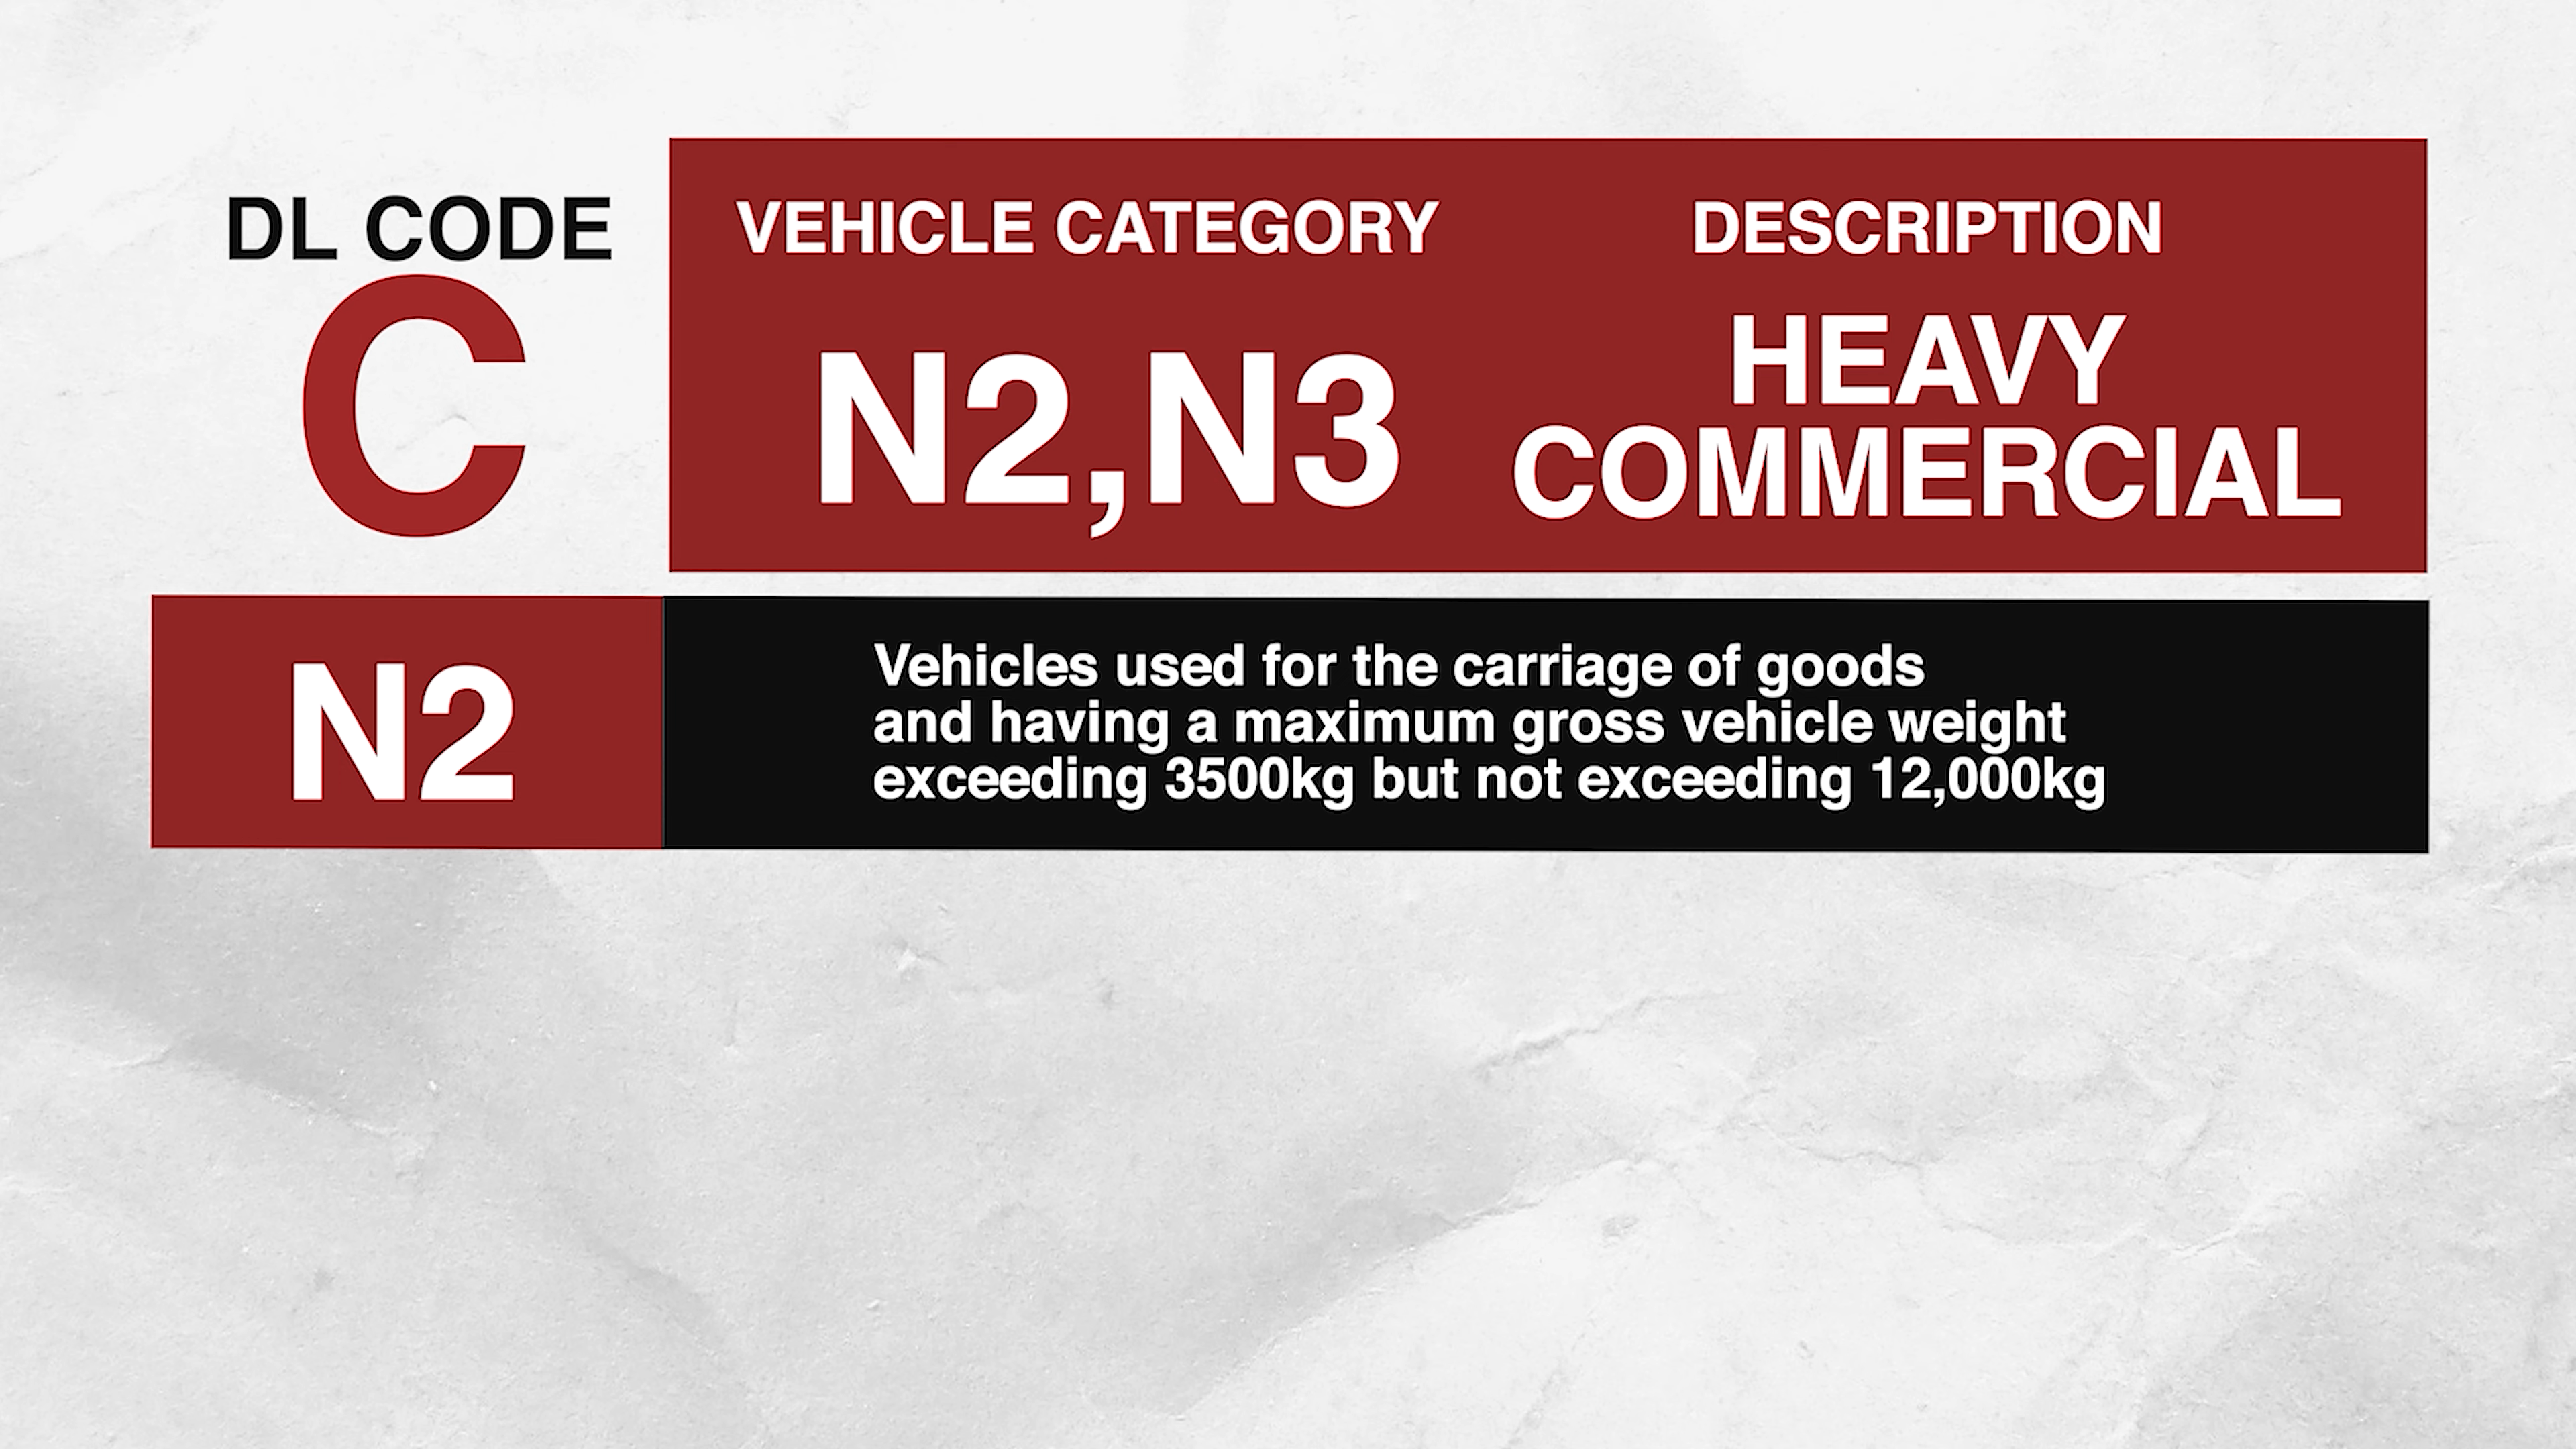 DL CODE
C
VEHICLE CATEGORY
N2,N3
DESCRIPTION
HEAVY
COMMERCIAL
N2
Vehicles used for the carriage of goods
and having a maximum gross vehicle weight
exceeding 3500kg but not exceeding 12,000kg